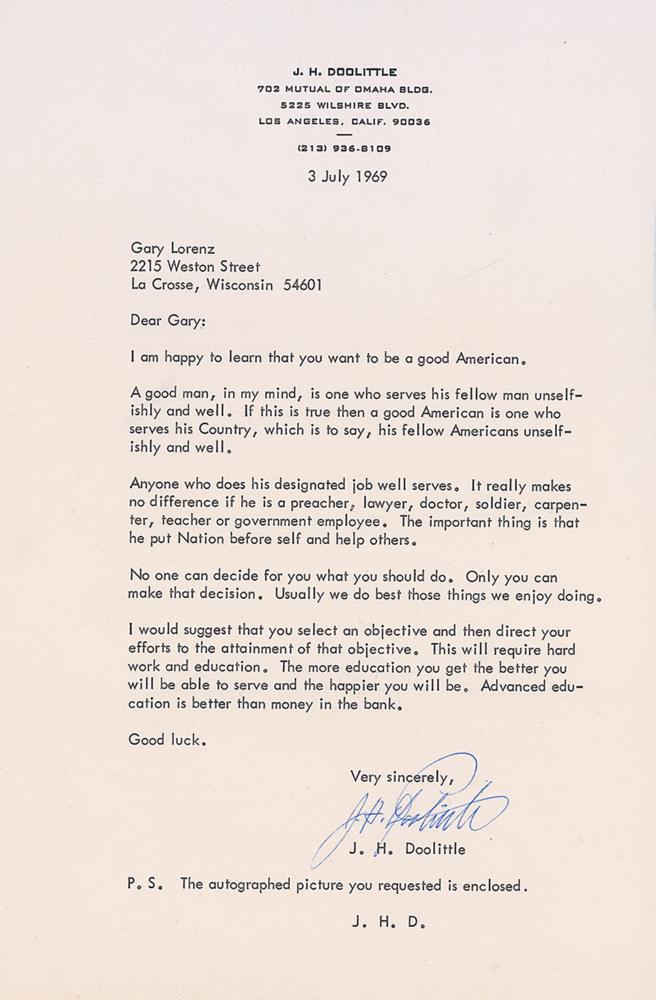 J. H. DOOLITTLE
702 MUTUAL OF OMAHA BLDG.
5225 WILSHIRE BLVD.
LOS ANGELES, CALIF. 90036
(213) 936-8109
3 July 1969
Gary Lorenz
2215 Weston Street
La Crosse, Wisconsin 54601
Dear Gary:
I am happy to learn that you want to be a good American.
A good man, in my mind, is one who serves his fellow man unself-
ishly and well. If this is true then a good American is one who
serves his Country, which is to say, his fellow Americans unself-
ishly and well.
Anyone who does his designated job well serves. It really makes
no difference if he is a preacher, lawyer, doctor, soldier, carpen-
ter, teacher or government employee. The important thing is that
he put Nation before self and help others.
No one can decide for you what you should do. Only you can
make that decision. Usually we do best those things we enjoy doing.
I would suggest that you select an objective and then direct your
efforts to the attainment of that objective. This will require hard
work and education. The more education you get the better you
will be able to serve and the happier you will be. Advanced edu-
cation is better than money in the bank.
Good luck.
Very sincerely,
J. H. Doolittle
J. H. Doolittle
P. S. The autographed picture you requested is enclosed.
J. H. D.